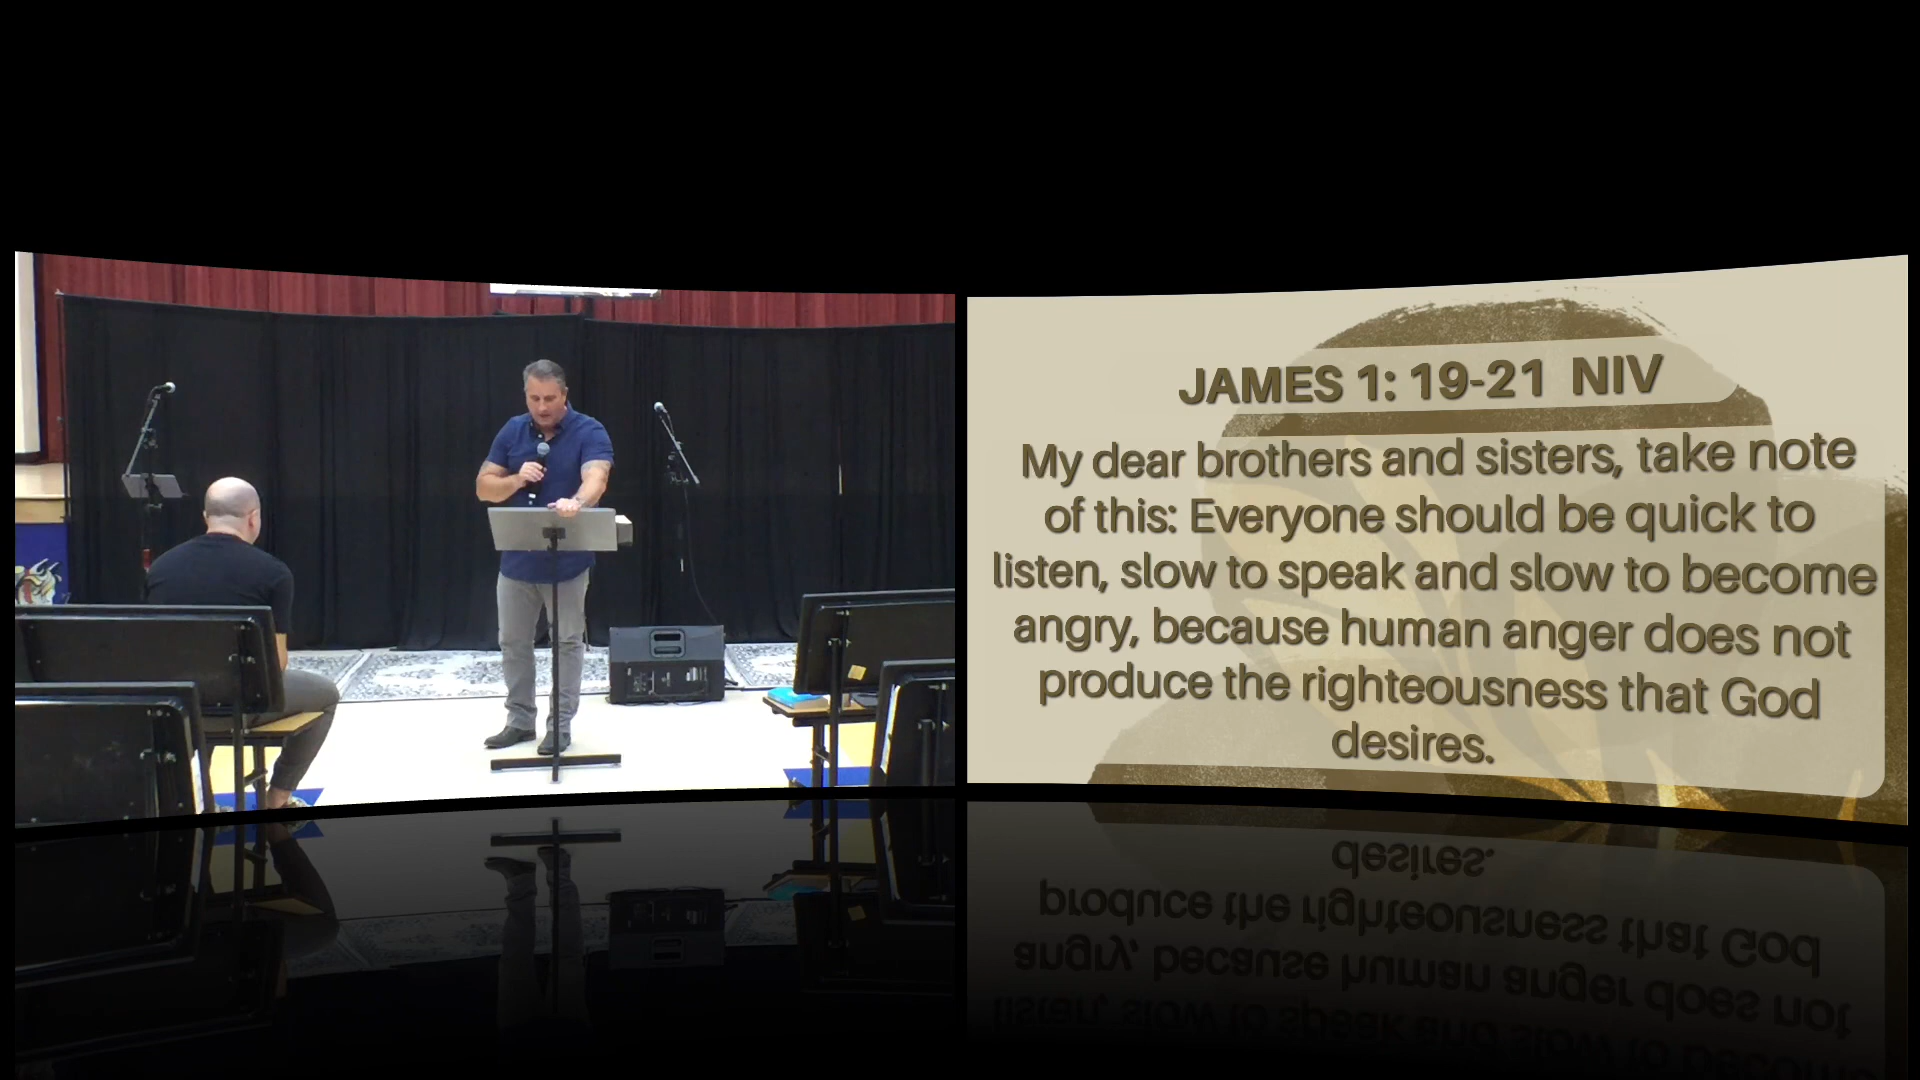 JAMES 1: 19-21 NIV
My dear brothers and sisters, take note
of this: Everyone should be quick to
listen, slow to speak and slow to become
angry, because human anger does not
produce the righteousness that God
desires.